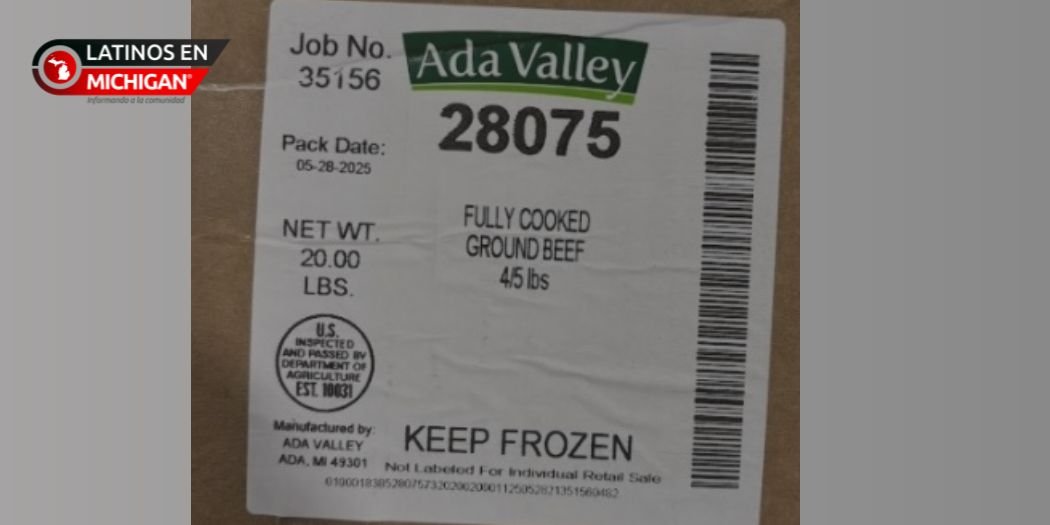 LATINOS EN
MICHIGAN
Informando a la comunidad
Job No.
35156
Ada Valley
28075
Pack Date:
05-28-2025
FULLY COOKED
GROUND BEEF
4/5 lbs
NET WT.
20.00
LBS.
U.S.
INSPECTED
AND PASSED BY
DEPARTMENT OF
AGRICULTURE
EST. 10031
Manufactured by:
ADA VALLEY
ADA, MI 49301
KEEP FROZEN
Not Labeled For Individual Retail Sale